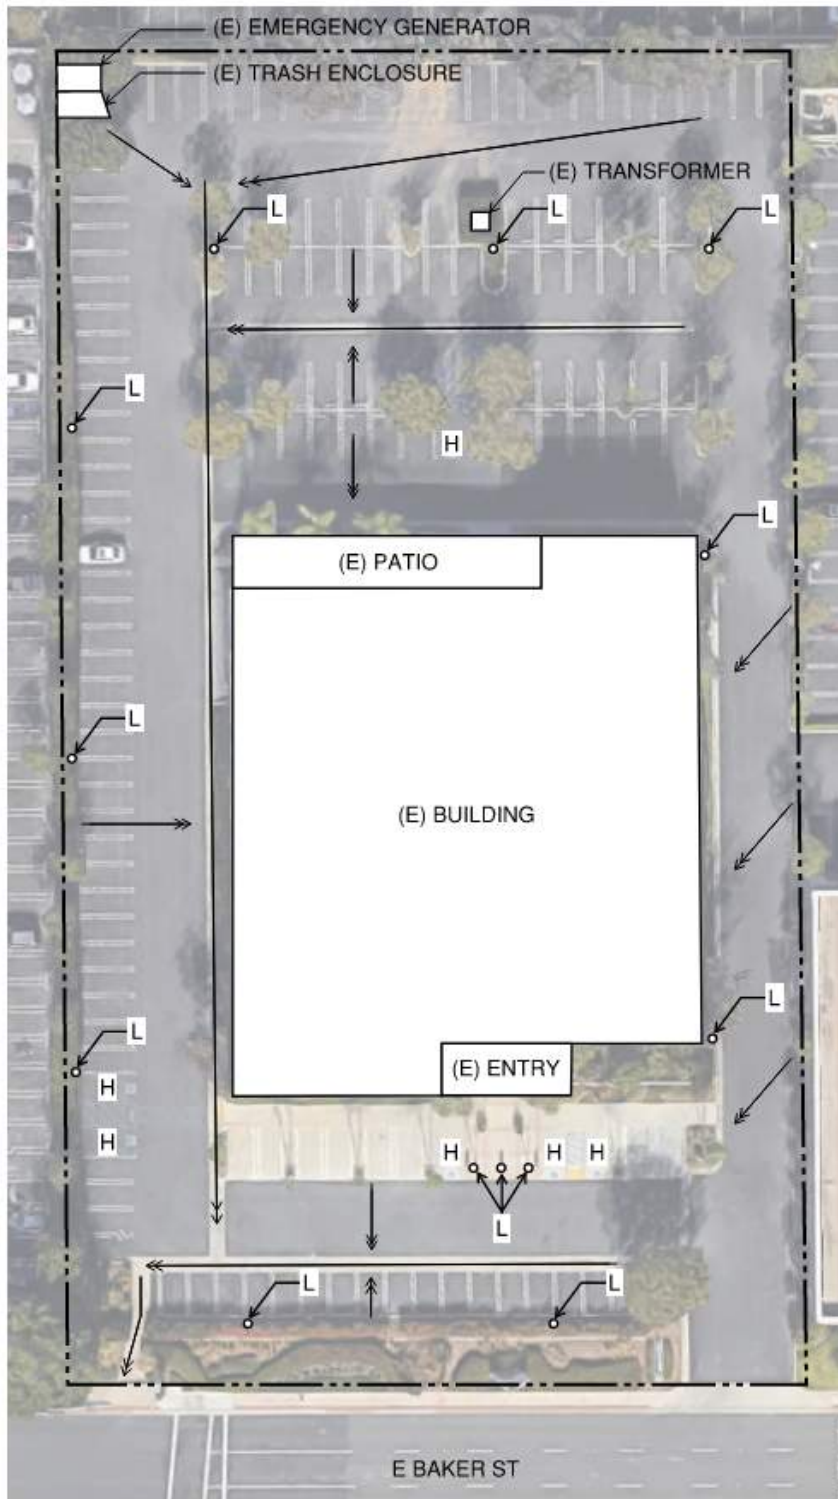 (E) EMERGENCY GENERATOR
(E) TRASH ENCLOSURE
(E) TRANSFORMER
L
L
L
L
H
L
(E) PATIO
L
(E) BUILDING
L
L
H
(E) ENTRY
H
H
H
H
L
L
L
E BAKER ST